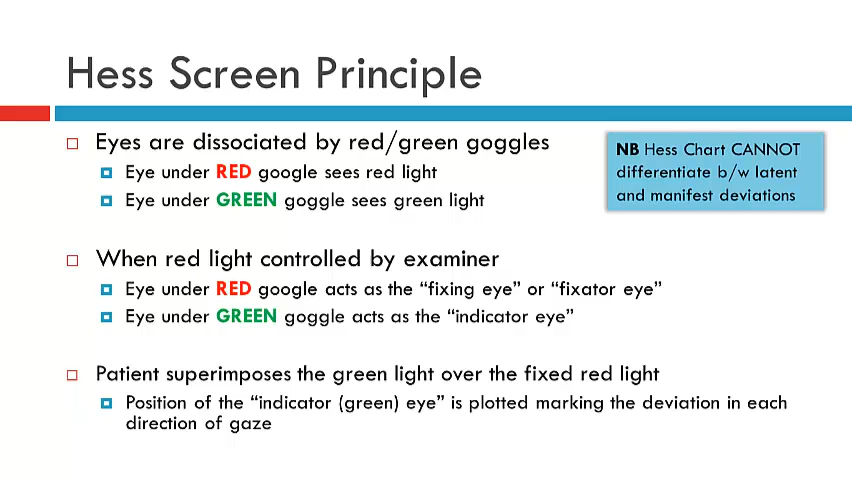 Hess Screen Principle
Eyes are dissociated by red/green goggles
Eye under RED google sees red light
Eye under GREEN goggle sees green light
NB Hess Chart CANNOT
differentiate b/w latent
and manifest deviations
When red light controlled by examiner
Eye under RED google acts as the “fixing eye” or “fixator eye”
Eye under GREEN goggle acts as the “indicator eye”
Patient superimposes the green light over the fixed red light
Position of the “indicator (green) eye” is plotted marking the deviation in each
direction of gaze